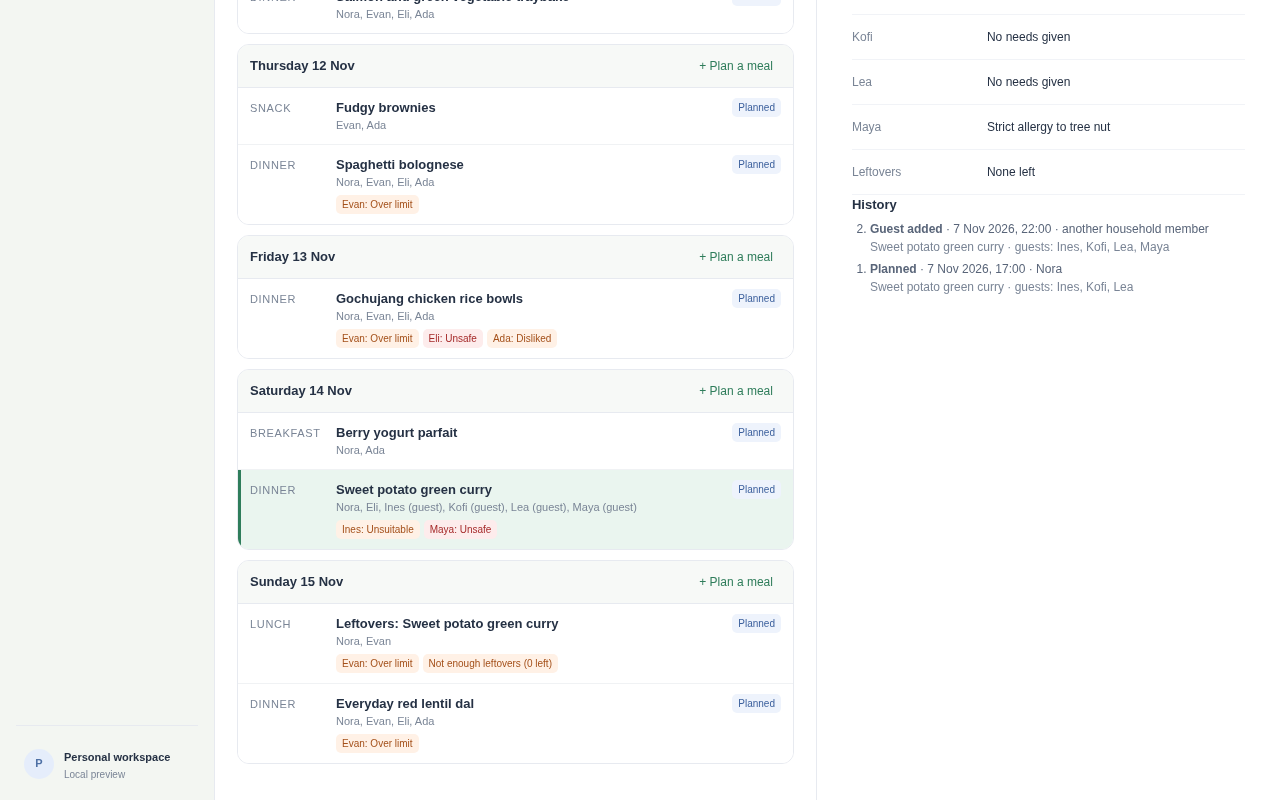 Nora, Evan, Eli, Ada
Thursday 12 Nov
+ Plan a meal
SNACK
Fudgy brownies
Planned
Evan, Ada
DINNER
Spaghetti bolognese
Planned
Nora, Evan, Eli, Ada
Evan: Over limit
Friday 13 Nov
+ Plan a meal
DINNER
Gochujang chicken rice bowls
Planned
Nora, Evan, Eli, Ada
Evan: Over limit
Eli: Unsafe
Ada: Disliked
Saturday 14 Nov
+ Plan a meal
BREAKFAST
Berry yogurt parfait
Planned
Nora, Ada
DINNER
Sweet potato green curry
Planned
Nora, Eli, Ines (guest), Kofi (guest), Lea (guest), Maya (guest)
Ines: Unsuitable
Maya: Unsafe
Sunday 15 Nov
+ Plan a meal
LUNCH
Leftovers: Sweet potato green curry
Planned
Nora, Evan
Evan: Over limit
Not enough leftovers (0 left)
DINNER
Everyday red lentil dal
Planned
Nora, Evan, Eli, Ada
Evan: Over limit
Kofi
No needs given
Lea
No needs given
Maya
Strict allergy to tree nut
Leftovers
None left
History
2. Guest added · 7 Nov 2026, 22:00 · another household member
Sweet potato green curry · guests: Ines, Kofi, Lea, Maya
1. Planned · 7 Nov 2026, 17:00 · Nora
Sweet potato green curry · guests: Ines, Kofi, Lea
P
Personal workspace
Local preview